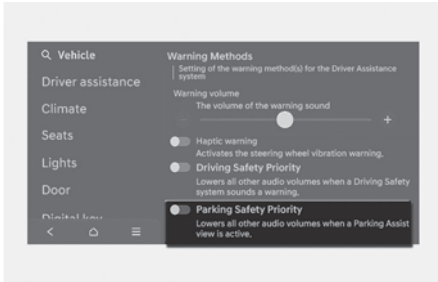 Vehicle
Driver assistance
Climate
Seats
Lights
Door
Digital key
Warning Methods
Setting of the warning method(s) for the Driver Assistance
system
Warning volume
The volume of the warning sound
− +
Haptic warning
Activates the steering wheel vibration warning.
Driving Safety Priority
Lowers all other audio volumes when a Driving Safety
system sounds a warning.
Parking Safety Priority
Lowers all other audio volumes when a Parking Assist
view is active.